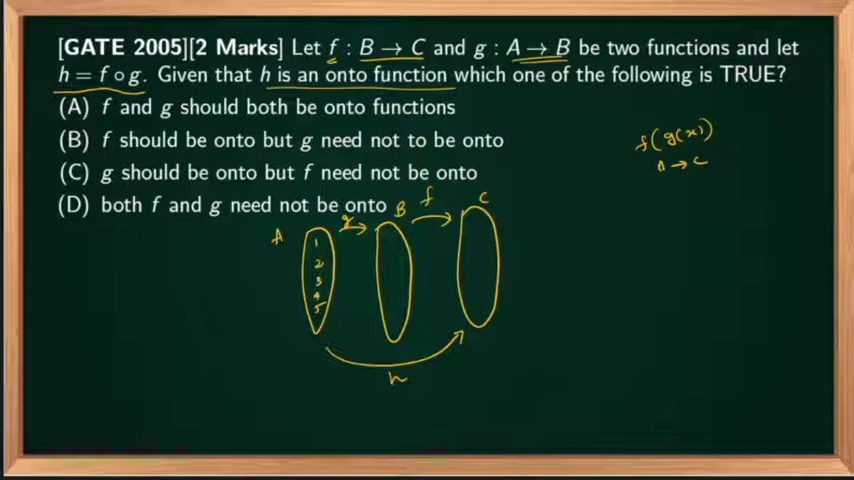 [GATE 2005][2 Marks] Let f : B → C and g : A → B be two functions and let
h = f ∘ g. Given that h is an onto function which one of the following is TRUE?
(A) f and g should both be onto functions
(B) f should be onto but g need not to be onto
(C) g should be onto but f need not be onto
(D) both f and g need not be onto
f(g(x))
A → C
A g B f C
1
2
3
4
5
h